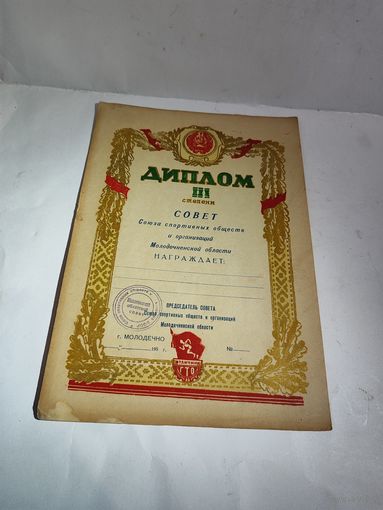 ДИПЛОМ
III
степени
СОВЕТ
Союза спортивных обществ
и организаций
Молодечненской области
НАГРАЖДАЕТ:
ПРЕДСЕДАТЕЛЬ СОВЕТА
Союза спортивных обществ и организаций
Молодечненской области
г. МОЛОДЕЧНО
195 г. №
ГТО